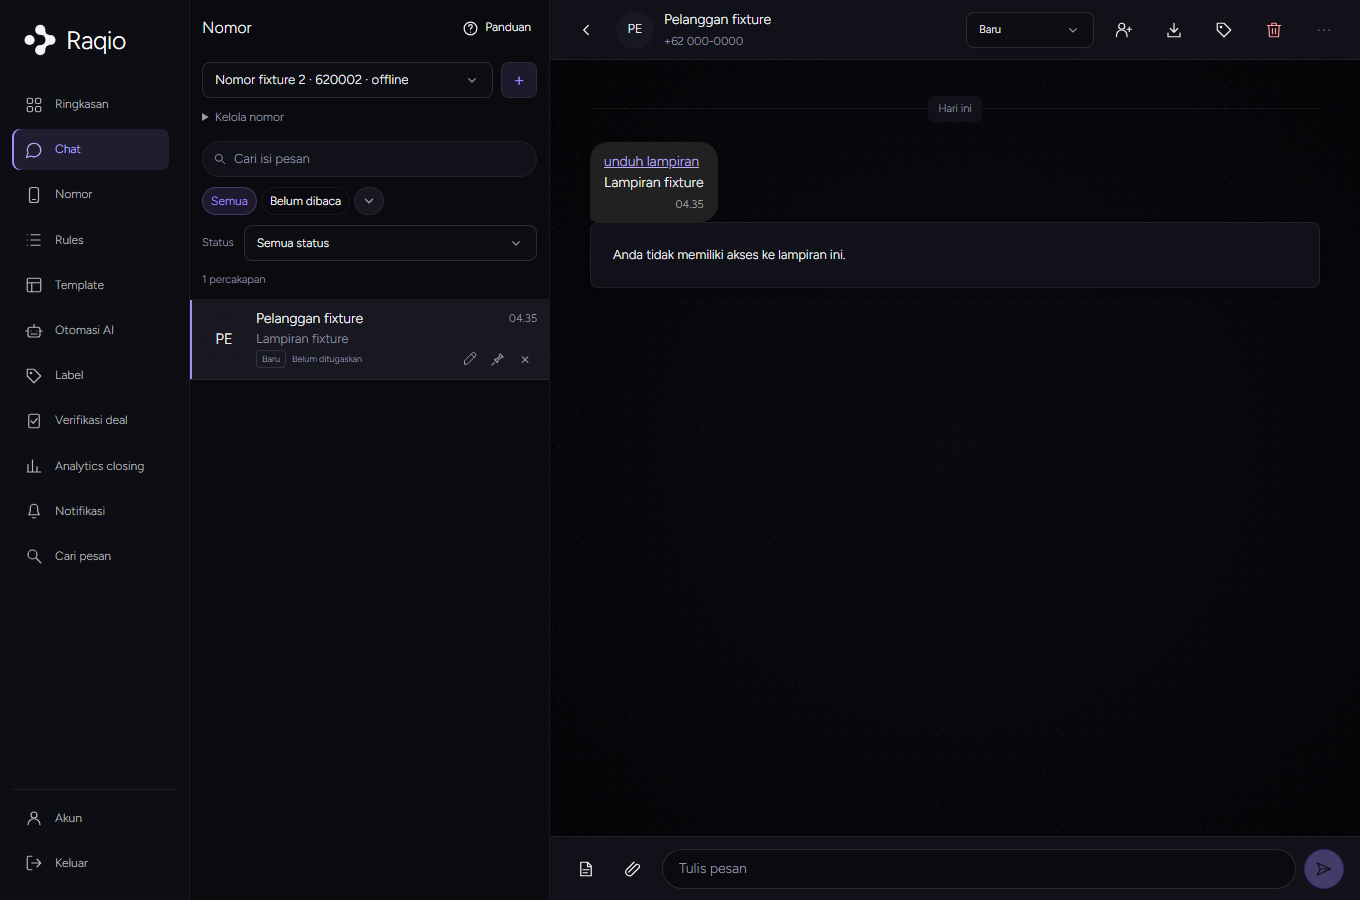 Raqio
Ringkasan
Chat
Nomor
Rules
Template
Otomasi AI
Label
Verifikasi deal
Analytics closing
Notifikasi
Cari pesan
Akun
Keluar
Nomor
Panduan
Nomor fixture 2 · 620002 · offline
+
Kelola nomor
Cari isi pesan
Semua
Belum dibaca
Status
Semua status
1 percakapan
PE
Pelanggan fixture
04.35
Lampiran fixture
Baru
Belum ditugaskan
PE
Pelanggan fixture
+62 000-0000
Baru
Hari ini
unduh lampiran
Lampiran fixture
04.35
Anda tidak memiliki akses ke lampiran ini.
Tulis pesan